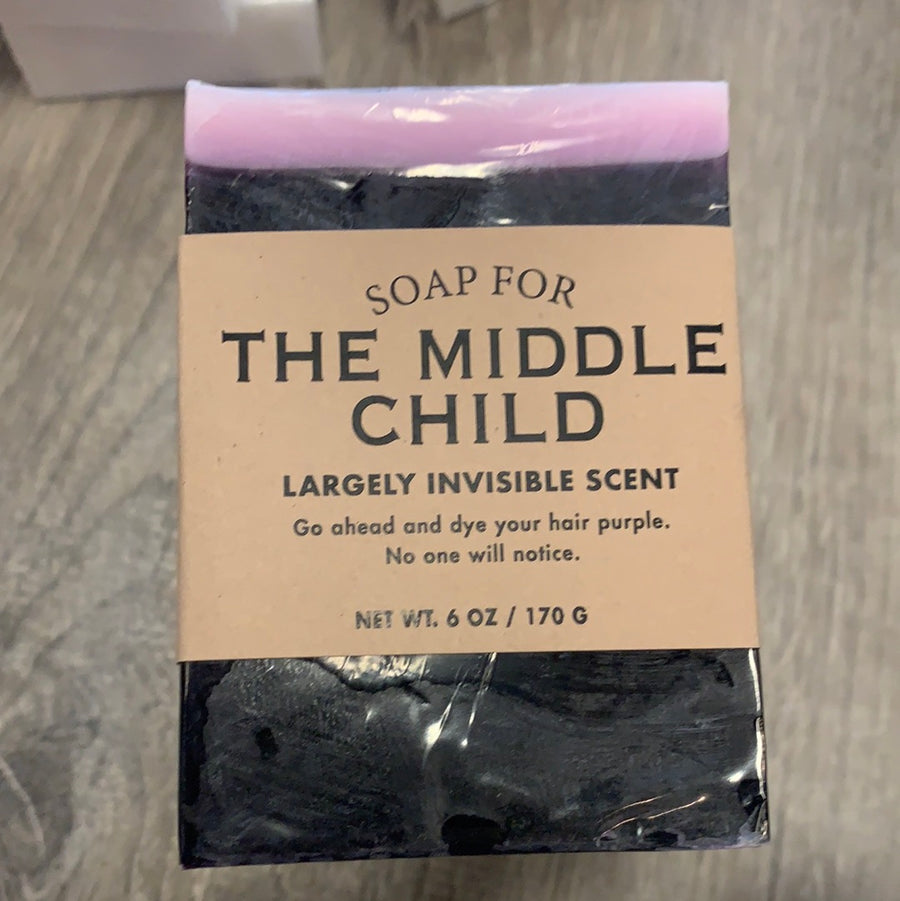 SOAP FOR
THE MIDDLE
CHILD
LARGELY INVISIBLE SCENT
Go ahead and dye your hair purple.
No one will notice.
NET WT. 6 OZ / 170 G